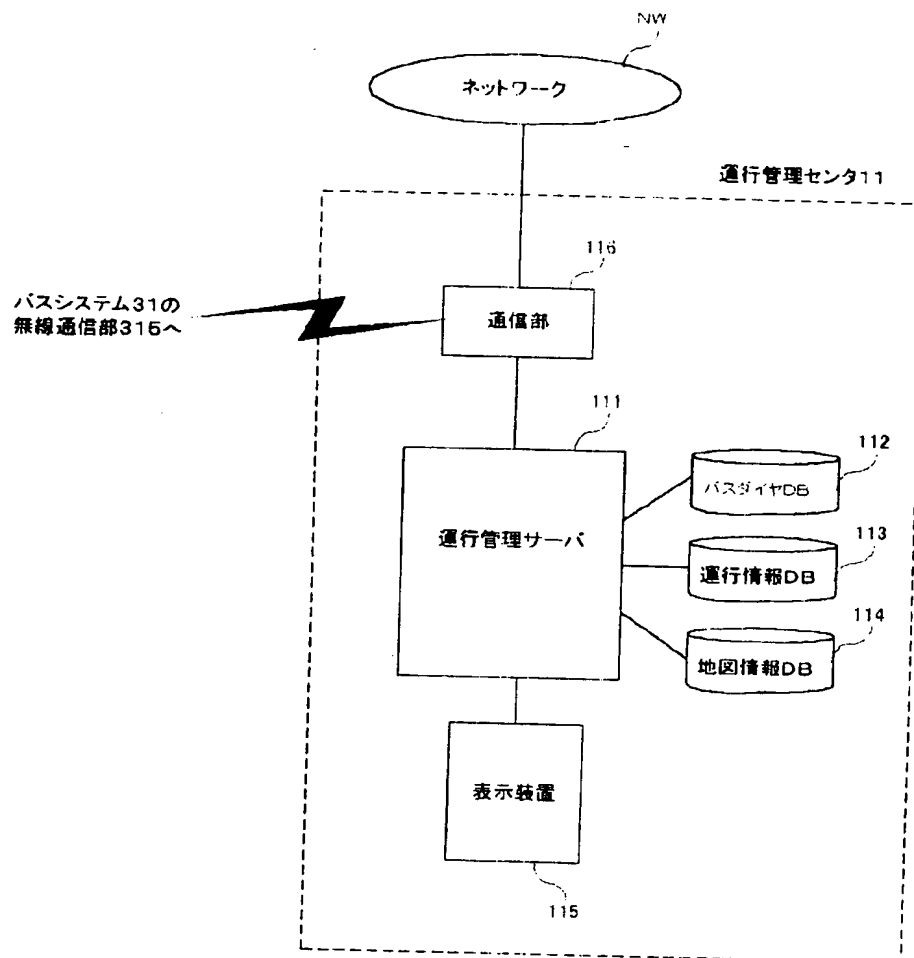 NW
ネットワーク
運行管理センタ11
116
バスシステム31の
無線通信部315へ
通信部
111
112
バスダイヤDB
運行管理サーバ
113
運行情報DB
114
地図情報DB
表示装置
115